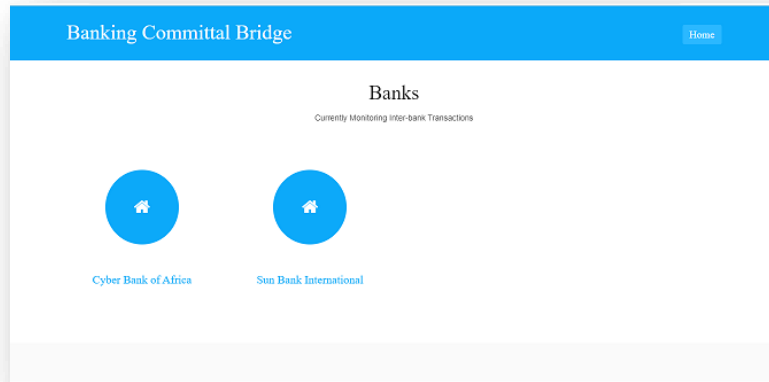 Banking Committal Bridge
Home
Banks
Currently Monitoring Inter-bank Transactions
Cyber Bank of Africa
Sun Bank International